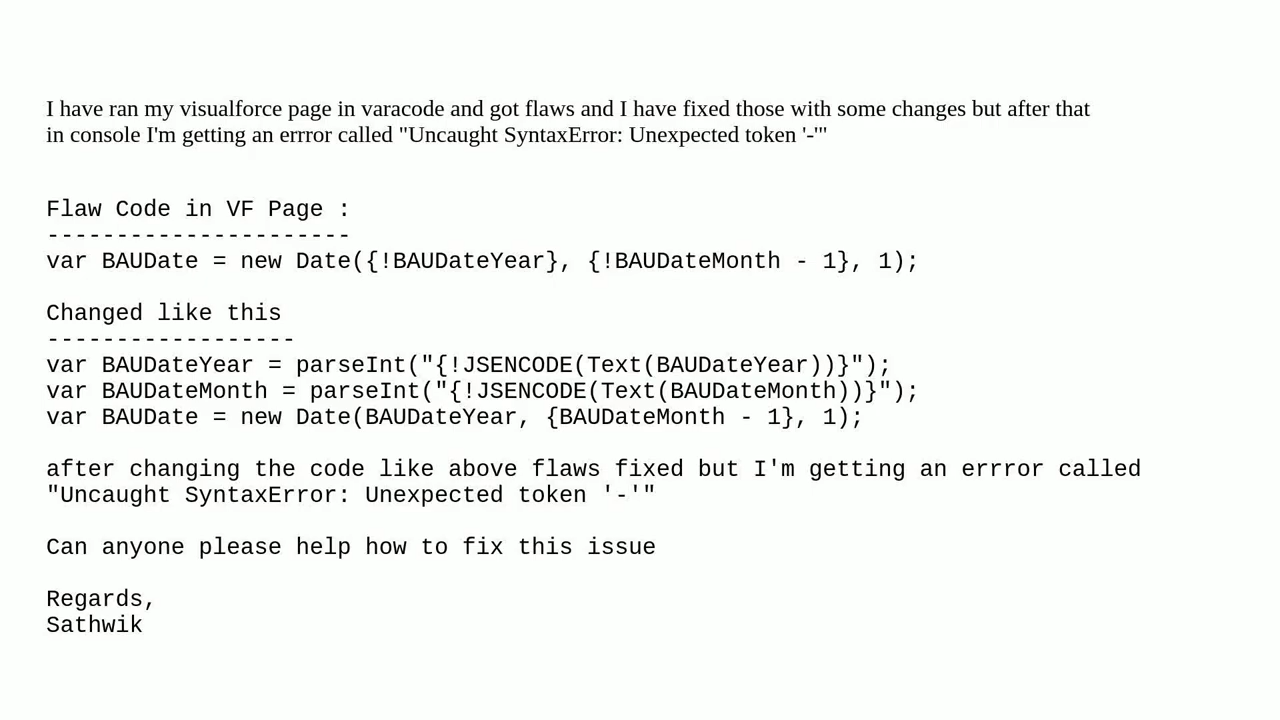 I have ran my visualforce page in varacode and got flaws and I have fixed those with some changes but after that
in console I'm getting an errror called "Uncaught SyntaxError: Unexpected token '-'"
Flaw Code in VF Page :
----------------------
var BAUDate = new Date({!BAUDateYear}, {!BAUDateMonth - 1}, 1);
Changed like this
------------------
var BAUDateYear = parseInt("{!JSENCODE(Text(BAUDateYear))}");
var BAUDateMonth = parseInt("{!JSENCODE(Text(BAUDateMonth))}");
var BAUDate = new Date(BAUDateYear, {BAUDateMonth - 1}, 1);
after changing the code like above flaws fixed but I'm getting an errror called
"Uncaught SyntaxError: Unexpected token '-'"
Can anyone please help how to fix this issue
Regards,
Sathwik